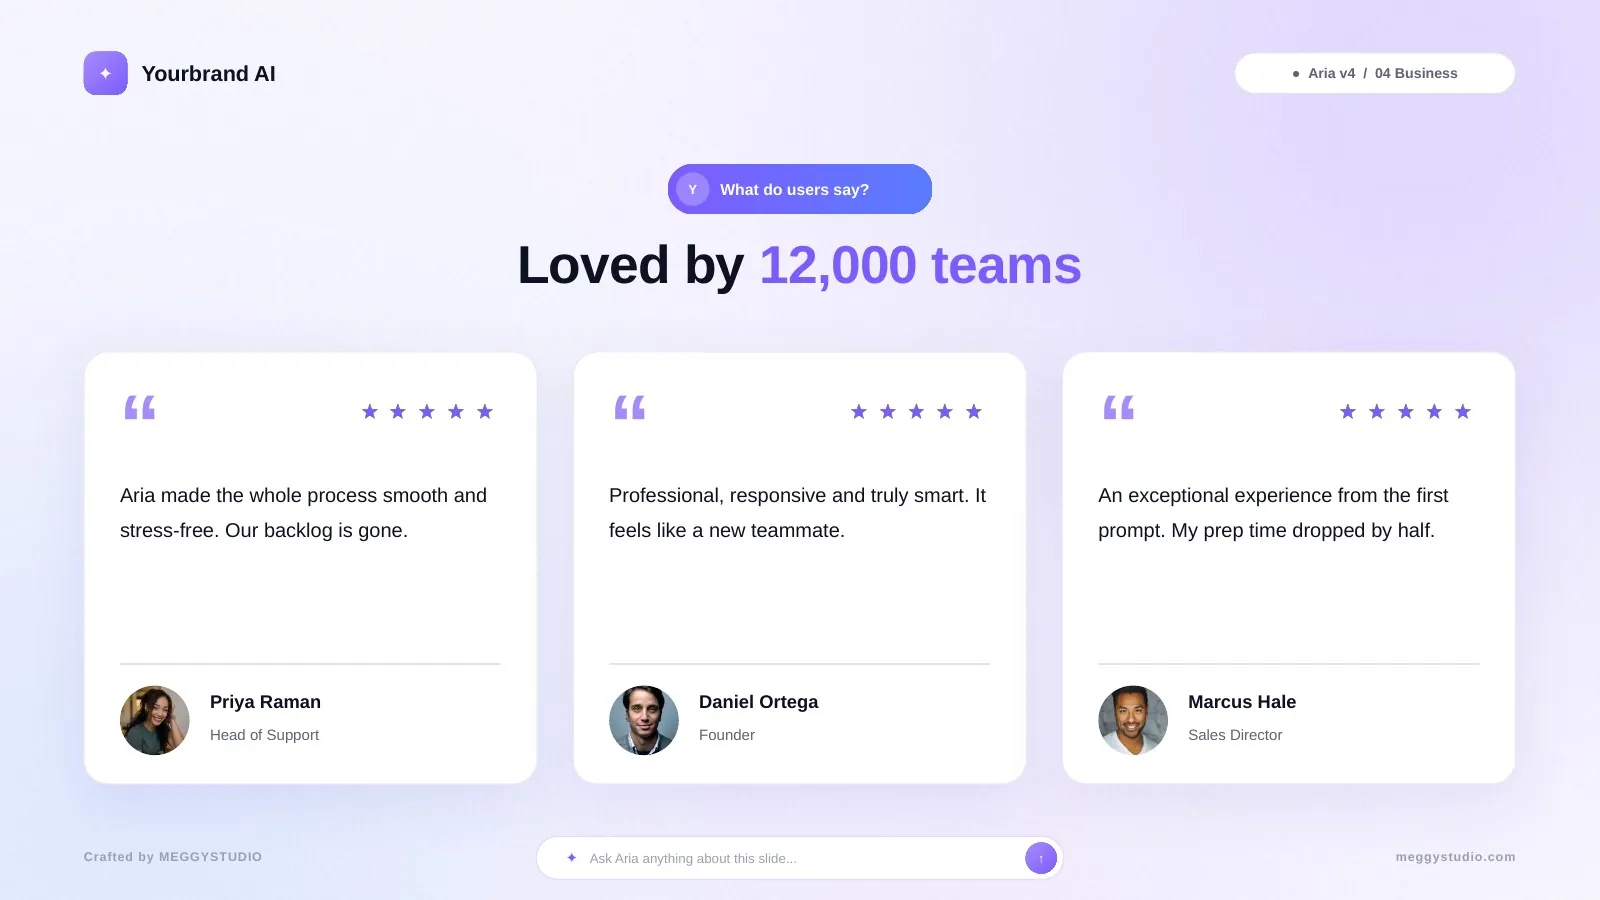 Yourbrand AI
Aria v4 / 04 Business
Y What do users say?
Loved by 12,000 teams
“
Aria made the whole process smooth and
stress-free. Our backlog is gone.
Priya Raman
Head of Support
“
Professional, responsive and truly smart. It
feels like a new teammate.
Daniel Ortega
Founder
“
An exceptional experience from the first
prompt. My prep time dropped by half.
Marcus Hale
Sales Director
Crafted by MEGGYSTUDIO
Ask Aria anything about this slide...
meggystudio.com